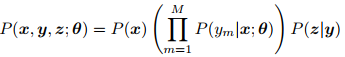 P(x, y, z; θ) = P(x) ( ∏_{m=1}^{M} P(y_m|x; θ) ) P(z|y)